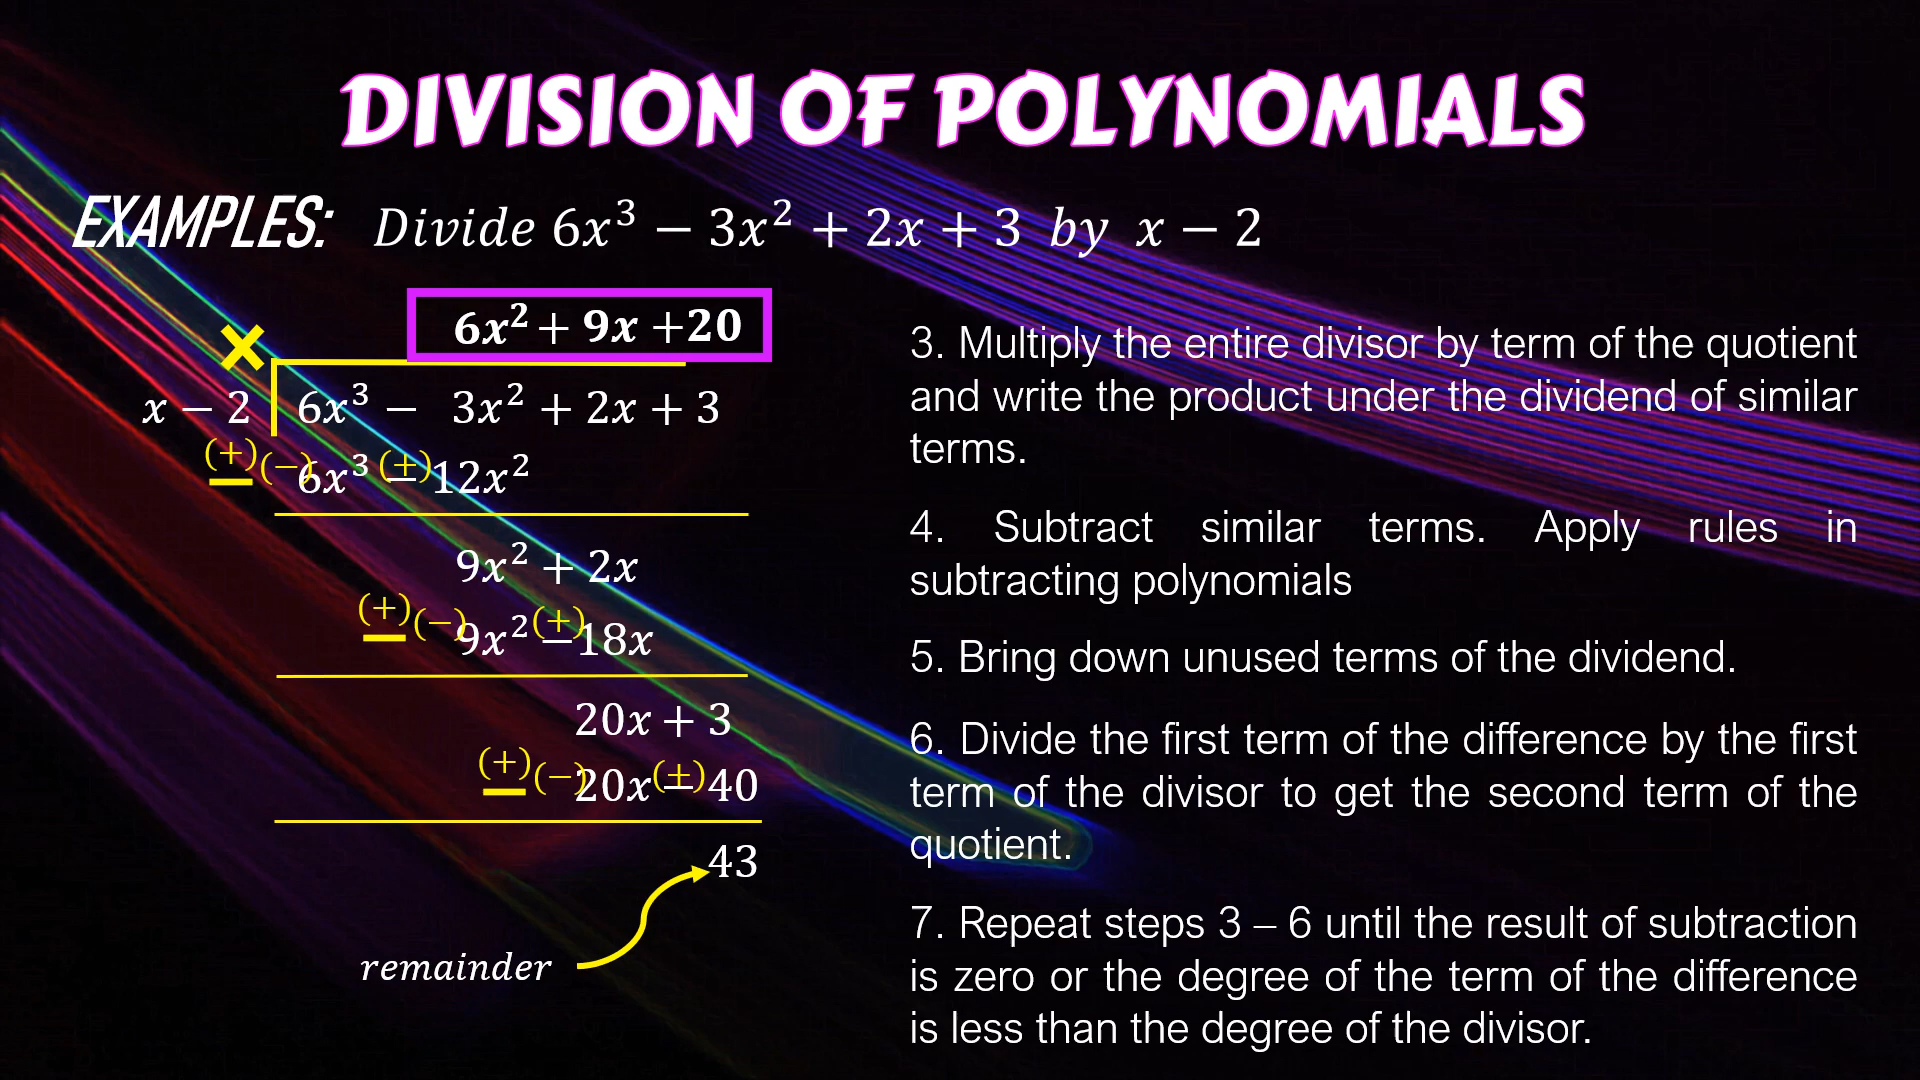 DIVISION OF POLYNOMIALS
EXAMPLES: Divide 6x³ − 3x² + 2x + 3 by x − 2
6x² + 9x +20
x − 2 6x³ − 3x² + 2x + 3
(+) (−) 6x³ (+) − 12x²
9x² + 2x
(+) (−) 9x² (+) −18x
20x + 3
(+) (−) 20x (+) − 40
43
remainder
3. Multiply the entire divisor by term of the quotient
and write the product under the dividend of similar
terms.
4. Subtract similar terms. Apply rules in
subtracting polynomials
5. Bring down unused terms of the dividend.
6. Divide the first term of the difference by the first
term of the divisor to get the second term of the
quotient.
7. Repeat steps 3 – 6 until the result of subtraction
is zero or the degree of the term of the difference
is less than the degree of the divisor.